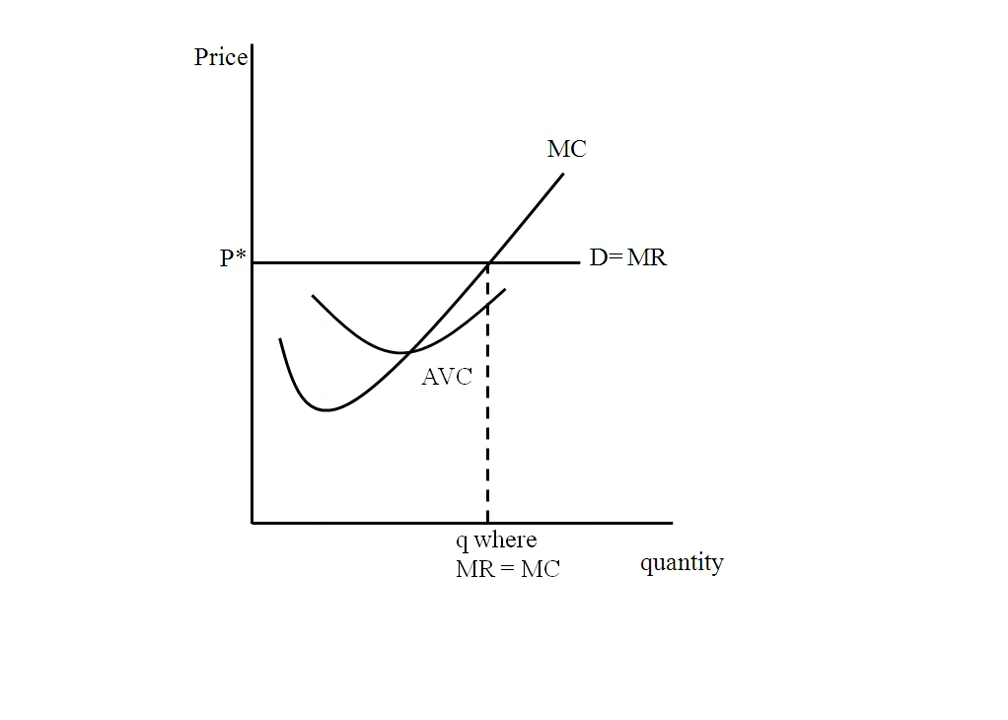 Price
MC
P*
D= MR
AVC
q where
MR = MC
quantity